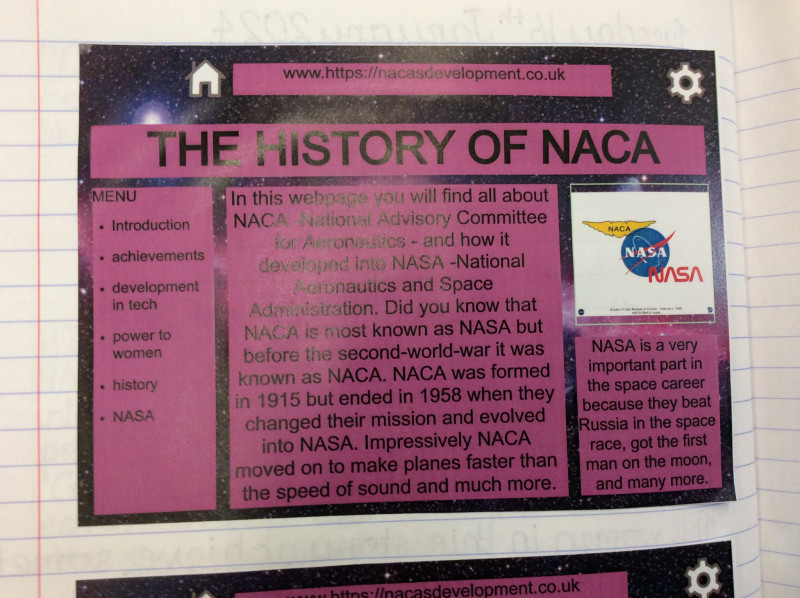 www.https://nacasdevelopment.co.uk
THE HISTORY OF NACA
MENU
• Introduction
• achievements
• development
in tech
• power to
women
• history
• NASA
In this webpage you will find all about
NACA -National Advisory Committee
for Aeronautics - and how it
developed into NASA -National
Aeronautics and Space
Administration. Did you know that
NACA is most known as NASA but
before the second-world-war it was
known as NACA. NACA was formed
in 1915 but ended in 1958 when they
changed their mission and evolved
into NASA. Impressively NACA
moved on to make planes faster than
the speed of sound and much more.
NACA
NASA
NASA
NASA is a very
important part in
the space career
because they beat
Russia in the space
race, got the first
man on the moon,
and many more.
www.https://nacasdevelopment.co.uk